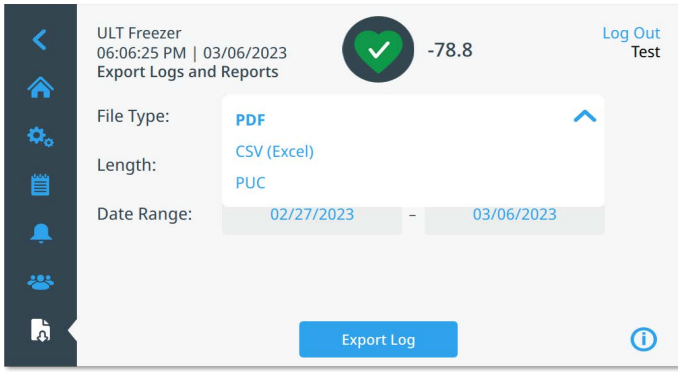 ULT Freezer
06:06:25 PM | 03/06/2023
Export Logs and Reports
-78.8
Log Out
Test
File Type:
PDF
CSV (Excel)
PUC
Length:
Date Range:
02/27/2023 – 03/06/2023
Export Log